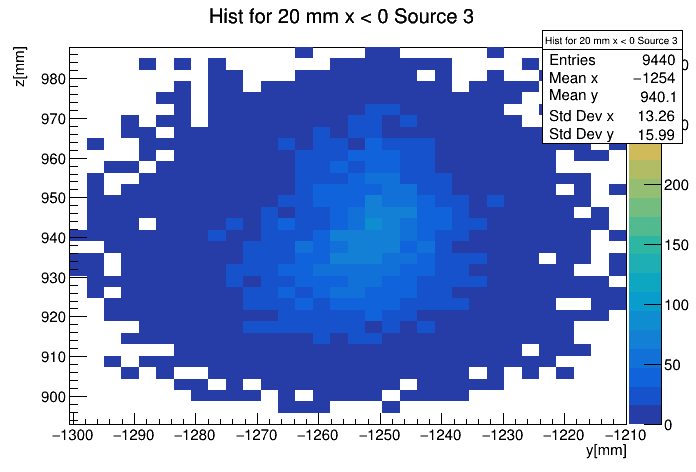 Hist for 20 mm x < 0 Source 3
Hist for 20 mm x < 0 Source 3
Entries 9440
Mean x −1254
Mean y 940.1
Std Dev x 13.26
Std Dev y 15.99
z[mm]
980
970
960
950
940
930
920
910
900
200
150
100
50
0
−1300 −1290 −1280 −1270 −1260 −1250 −1240 −1230 −1220 −1210
y[mm]